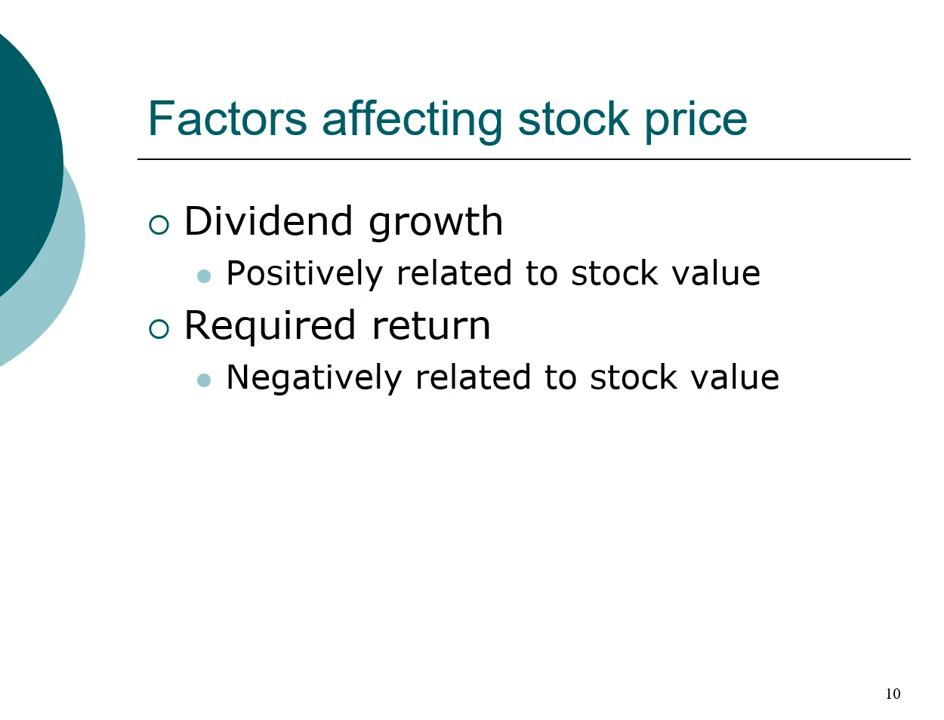 Factors affecting stock price
Dividend growth
Positively related to stock value
Required return
Negatively related to stock value
10